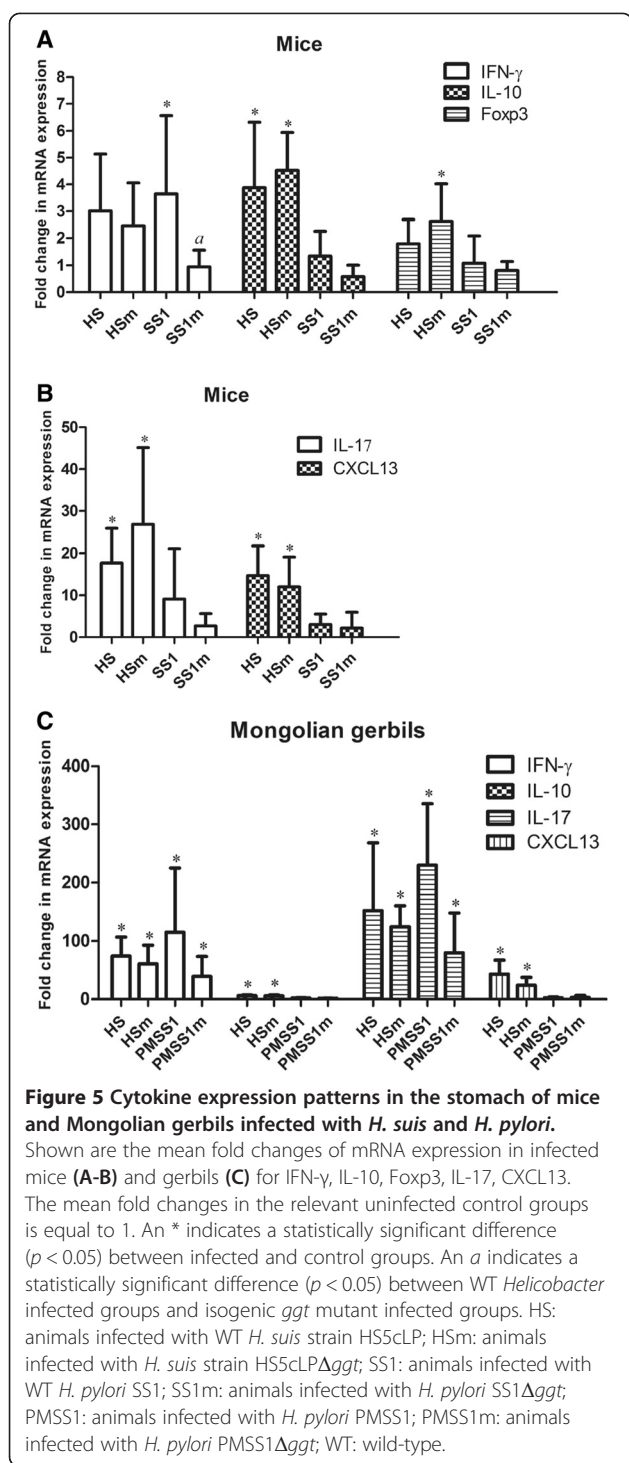 A
Mice
IFN-γ
IL-10
Foxp3
Fold change in mRNA expression
8
7
6
5
4
3
2
1
0
* * * * a
HS HSm SS1 SS1m HS HSm SS1 SS1m HS HSm SS1 SS1m
B
Mice
IL-17
CXCL13
Fold change in mRNA expression
50
40
30
20
10
0
* * * *
HS HSm SS1 SS1m HS HSm SS1 SS1m
C
Mongolian gerbils
IFN-γ
IL-10
IL-17
CXCL13
Fold change in mRNA expression
400
300
200
100
0
* * * * * * * * * * * *
HS HSm PMSS1 PMSS1m HS HSm PMSS1 PMSS1m HS HSm PMSS1 PMSS1m HS HSm PMSS1 PMSS1m
Figure 5 Cytokine expression patterns in the stomach of mice
and Mongolian gerbils infected with H. suis and H. pylori.
Shown are the mean fold changes of mRNA expression in infected
mice (A-B) and gerbils (C) for IFN-γ, IL-10, Foxp3, IL-17, CXCL13.
The mean fold changes in the relevant uninfected control groups
is equal to 1. An * indicates a statistically significant difference
(p < 0.05) between infected and control groups. An a indicates a
statistically significant difference (p < 0.05) between WT Helicobacter
infected groups and isogenic ggt mutant infected groups. HS:
animals infected with WT H. suis strain HS5cLP; HSm: animals
infected with H. suis strain HS5cLPΔggt; SS1: animals infected with
WT H. pylori SS1; SS1m: animals infected with H. pylori SS1Δggt;
PMSS1: animals infected with H. pylori PMSS1; PMSS1m: animals
infected with H. pylori PMSS1Δggt; WT: wild-type.